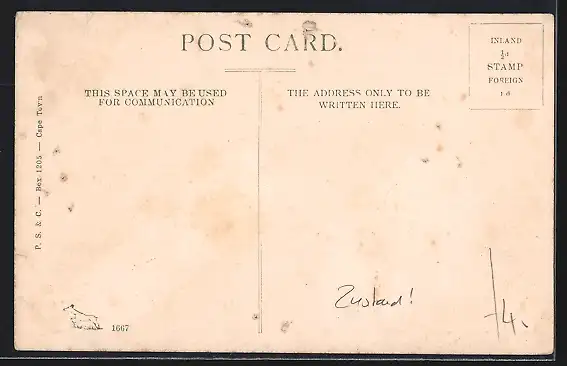 POST CARD.
INLAND
½d
STAMP
FOREIGN
1d
THIS SPACE MAY BE USED
FOR COMMUNICATION
THE ADDRESS ONLY TO BE
WRITTEN HERE.
P. S. & C. — Box 1205 — Cape Town
Zustand!
4.
1667